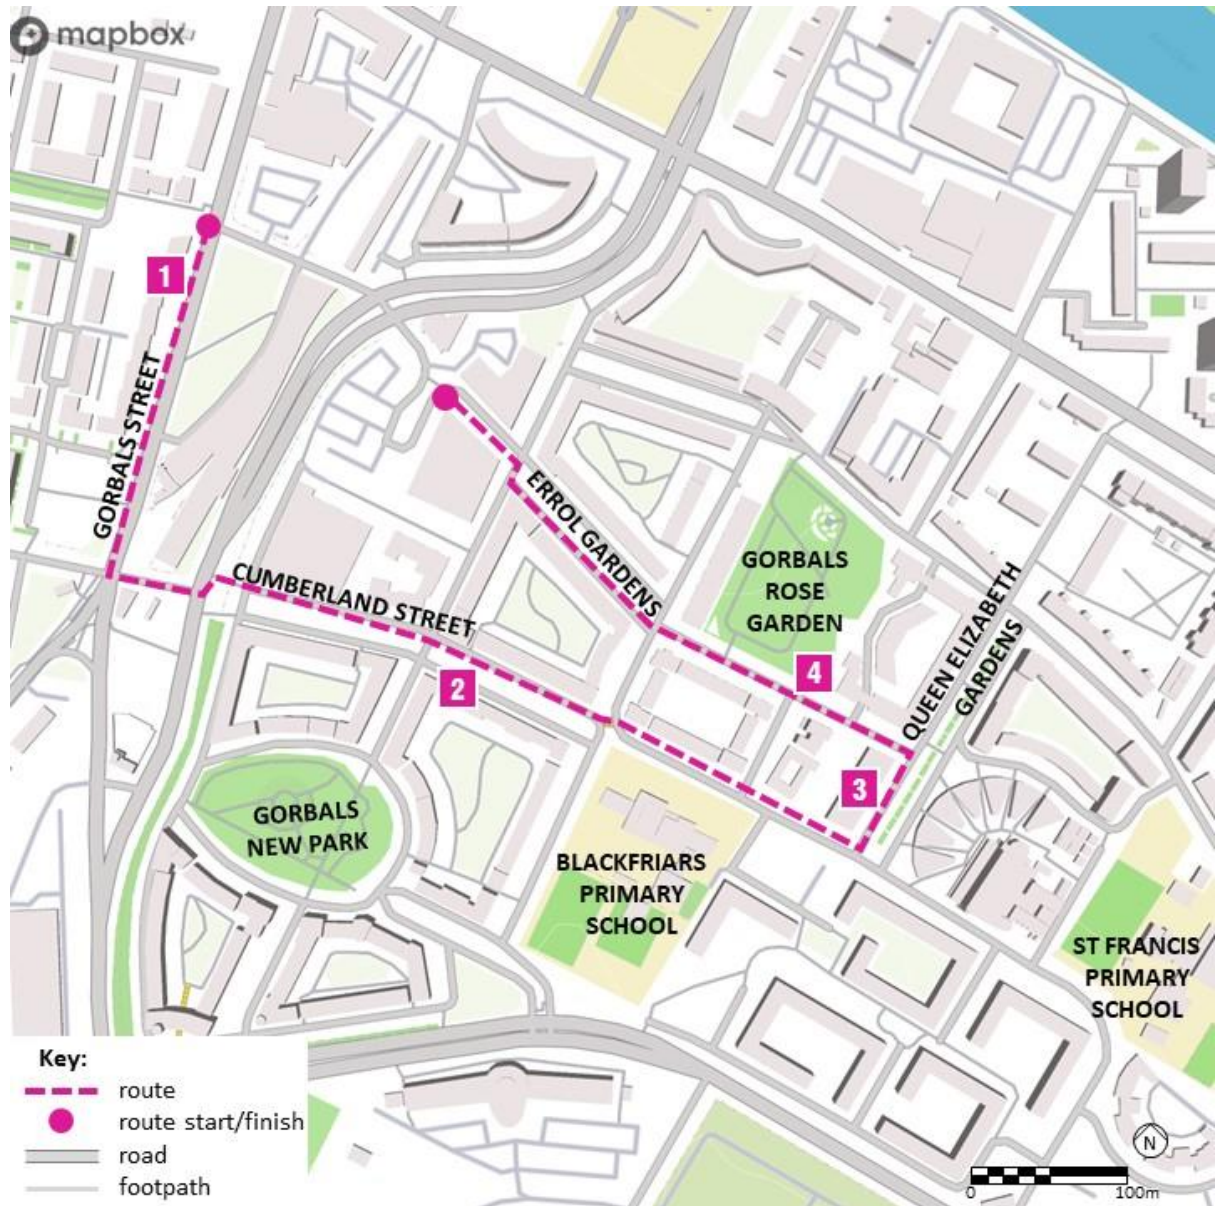 mapbox
1
GORBALS STREET
ERROL GARDENS
CUMBERLAND STREET
2
GORBALS
ROSE
GARDEN
4
QUEEN ELIZABETH
GARDENS
3
GORBALS
NEW PARK
BLACKFRIARS
PRIMARY
SCHOOL
ST FRANCIS
PRIMARY
SCHOOL
Key:
route
route start/finish
road
footpath
N
0 100m